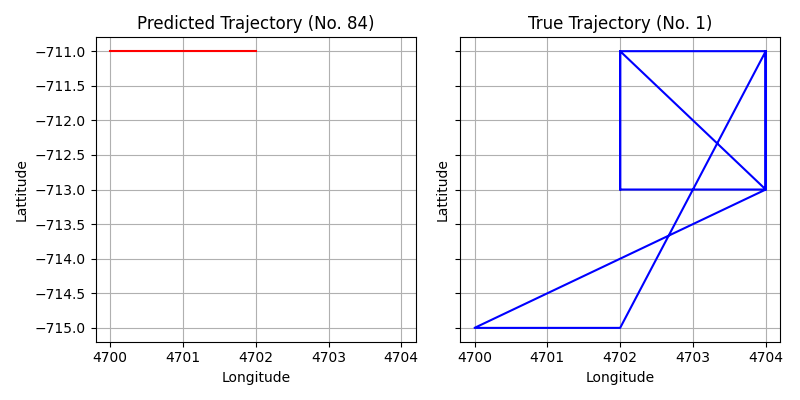 Predicted Trajectory (No. 84)
True Trajectory (No. 1)
−711.0
−711.5
−712.0
−712.5
−713.0
−713.5
−714.0
−714.5
−715.0
Lattitude
Lattitude
4700 4701 4702 4703 4704
4700 4701 4702 4703 4704
Longitude
Longitude